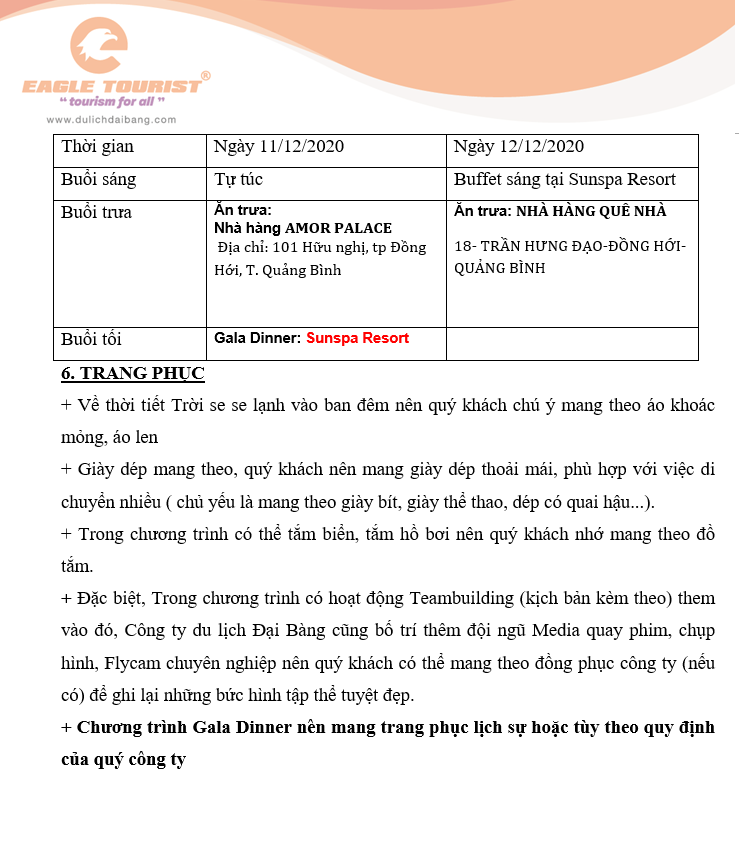 EAGLE TOURIST®
“ tourism for all ”
www.dulichdaibang.com
Thời gian Ngày 11/12/2020 Ngày 12/12/2020
Buổi sáng Tự túc Buffet sáng tại Sunspa Resort
Buổi trưa Ăn trưa: Ăn trưa: NHÀ HÀNG QUÊ NHÀ
Nhà hàng AMOR PALACE
Địa chỉ: 101 Hữu nghị, tp Đồng 18- TRẦN HƯNG ĐẠO-ĐỒNG HỚI-
Hới, T. Quảng Bình QUẢNG BÌNH
Buổi tối Gala Dinner: Sunspa Resort
6. TRANG PHỤC
+ Về thời tiết Trời se se lạnh vào ban đêm nên quý khách chú ý mang theo áo khoác
mỏng, áo len
+ Giày dép mang theo, quý khách nên mang giày dép thoải mái, phù hợp với việc di
chuyển nhiều ( chủ yếu là mang theo giày bít, giày thể thao, dép có quai hậu...).
+ Trong chương trình có thể tắm biển, tắm hồ bơi nên quý khách nhớ mang theo đồ
tắm.
+ Đặc biệt, Trong chương trình có hoạt động Teambuilding (kịch bản kèm theo) them
vào đó, Công ty du lịch Đại Bàng cũng bố trí thêm đội ngũ Media quay phim, chụp
hình, Flycam chuyên nghiệp nên quý khách có thể mang theo đồng phục công ty (nếu
có) để ghi lại những bức hình tập thể tuyệt đẹp.
+ Chương trình Gala Dinner nên mang trang phục lịch sự hoặc tùy theo quy định
của quý công ty